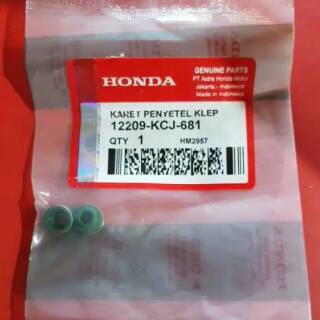 HONDA
GENUINE PARTS
PT Astra Honda Motor
Jakarta - Indonesia
Made in Indonesia
KARET PENYETEL KLEP
12209-KCJ-681
QTY 1
HM2957
HONDA